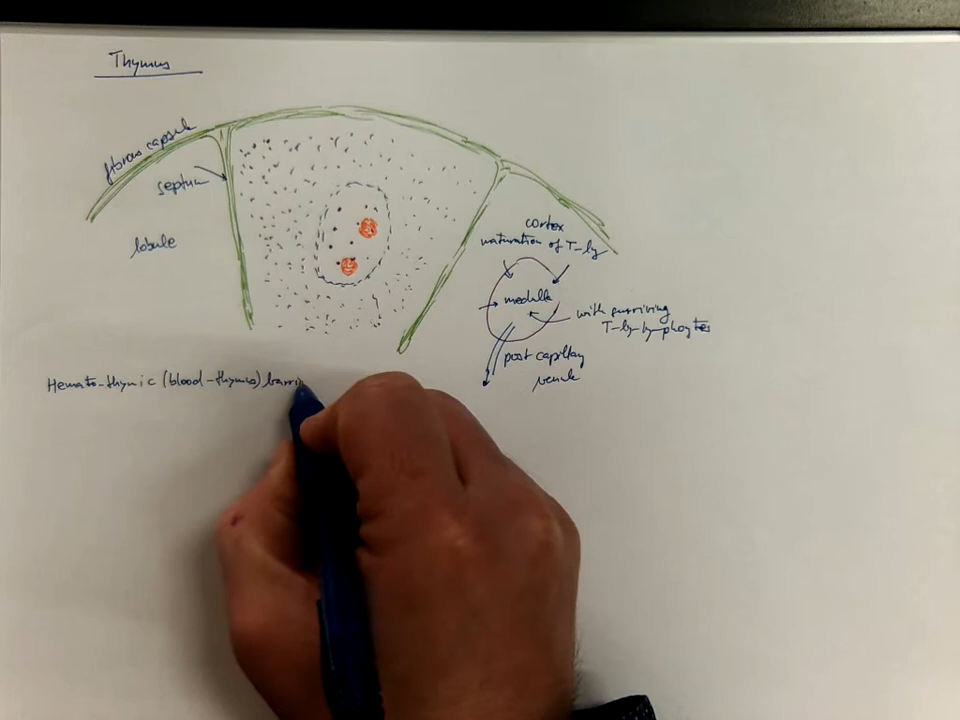 Thymus
fibrous capsule
septum
lobule
cortex
maturation of T-ly
medulla
with surviving
T-ly lymphocytes
post capillary
venule
Hemato-thymic (blood-thymus) barri